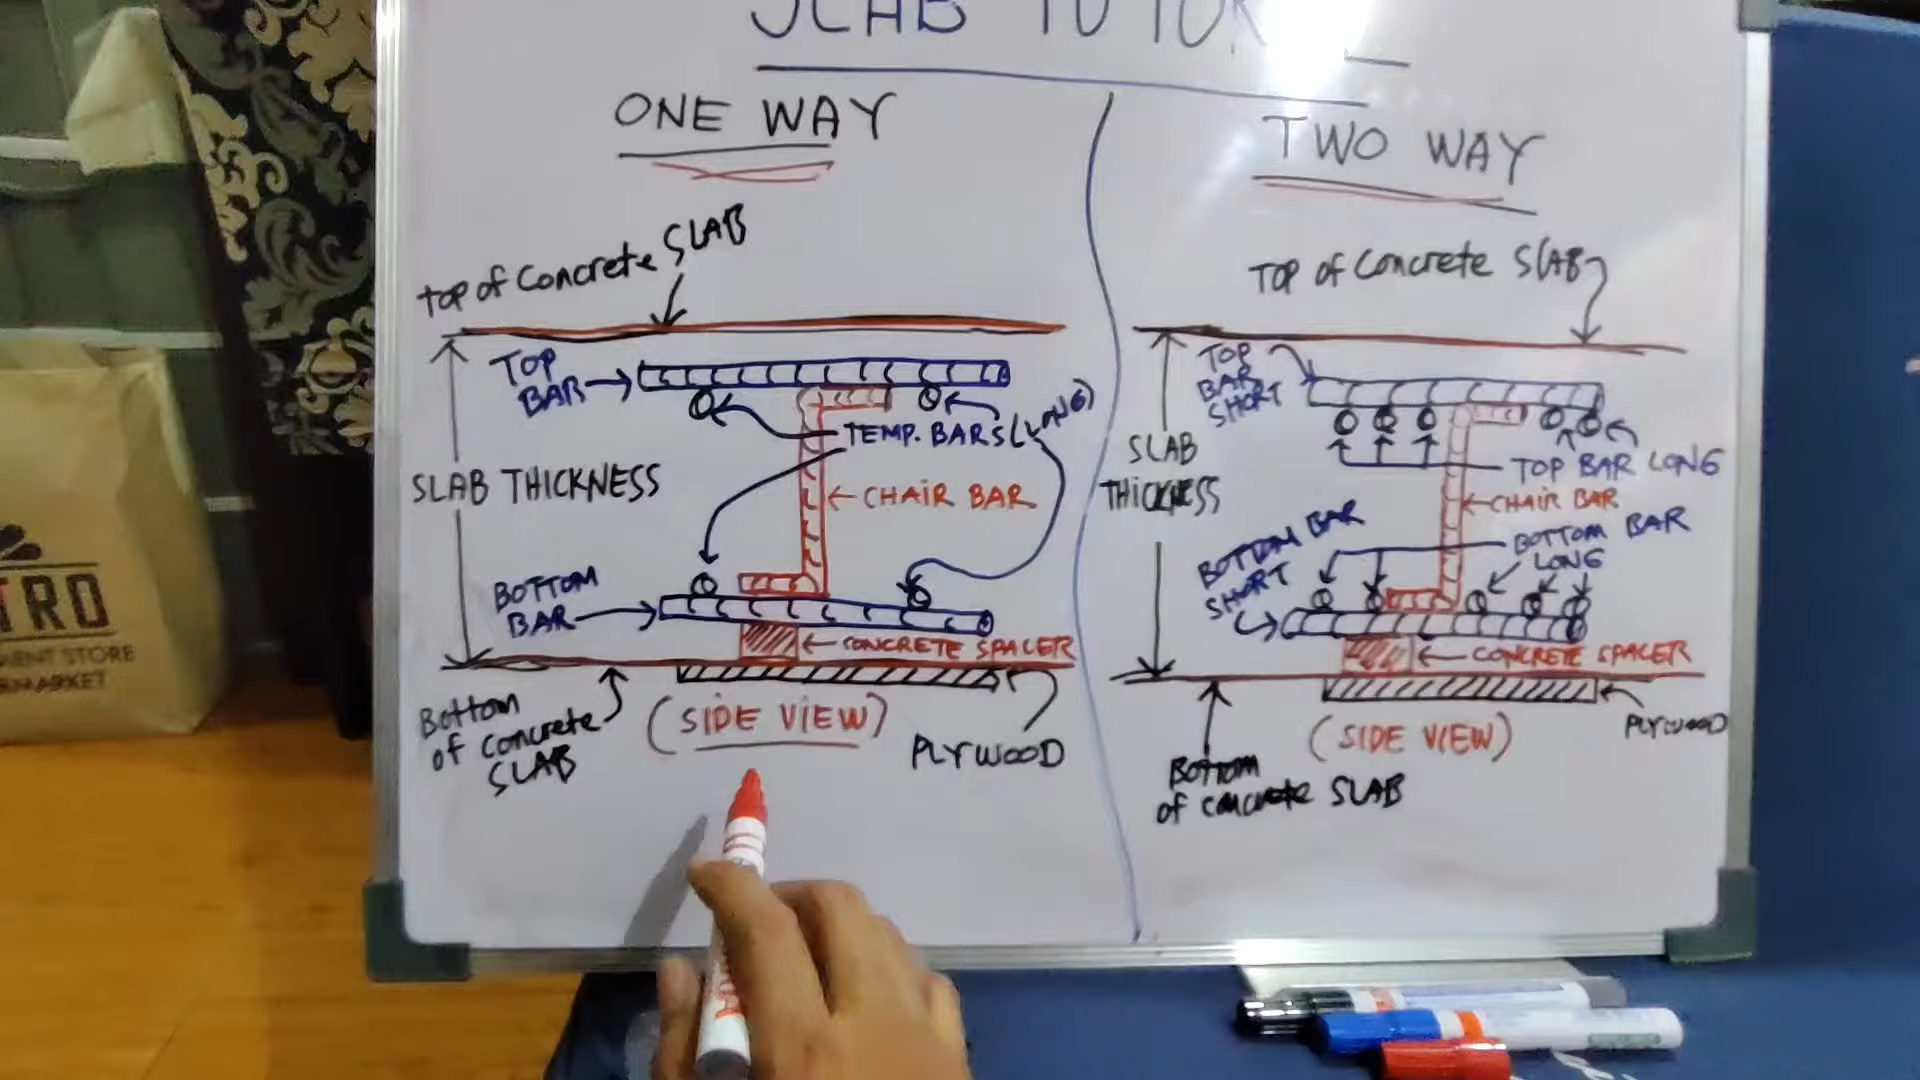 SLAB
ONE WAY
TOP of Concrete SLAB
TOP
BAR
TEMP. BARS (LONG)
SLAB THICKNESS
CHAIR BAR
BOTTOM
BAR
CONCRETE SPACER
Bottom
of Concrete
SLAB
(SIDE VIEW)
PLYWOOD
TWO WAY
TOP of Concrete SLAB
TOP
BAR
SHORT
SLAB
THICKNESS
TOP BAR LONG
CHAIR BAR
BOTTOM BAR
SHORT
BOTTOM BAR
LONG
CONCRETE SPACER
PLYWOOD
(SIDE VIEW)
Bottom
of concrete SLAB